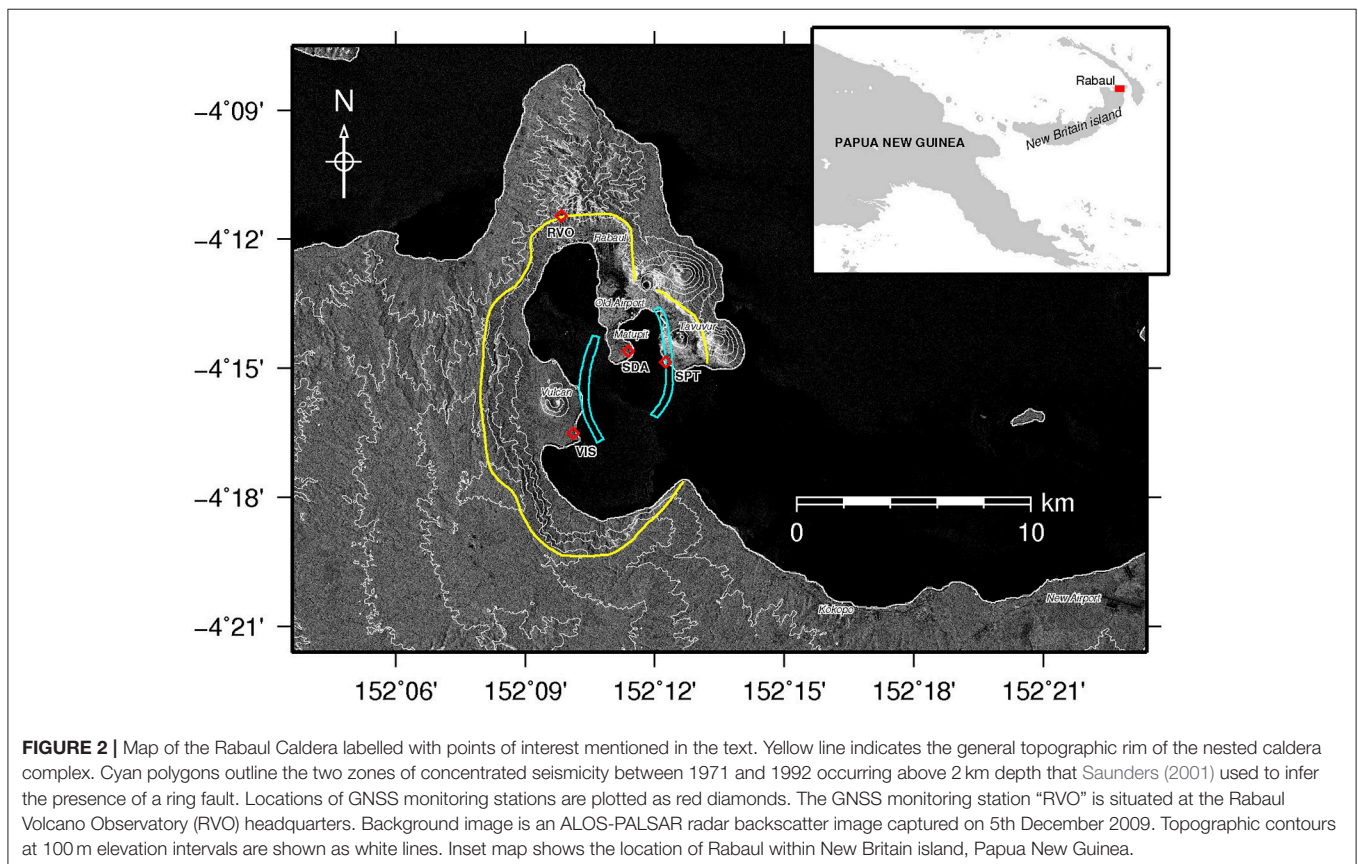 Rabaul
New Britain island
PAPUA NEW GUINEA
−4˚09'
−4˚12'
−4˚15'
−4˚18'
−4˚21'
N
RVO
Rabaul
Old Airport
Matupit
Tavuvur
SDA
SPT
Vulcan
VIS
km
0
10
Kokopo
New Airport
152˚06'
152˚09'
152˚12'
152˚15'
152˚18'
152˚21'
FIGURE 2 | Map of the Rabaul Caldera labelled with points of interest mentioned in the text. Yellow line indicates the general topographic rim of the nested caldera
complex. Cyan polygons outline the two zones of concentrated seismicity between 1971 and 1992 occurring above 2 km depth that Saunders (2001) used to infer
the presence of a ring fault. Locations of GNSS monitoring stations are plotted as red diamonds. The GNSS monitoring station “RVO” is situated at the Rabaul
Volcano Observatory (RVO) headquarters. Background image is an ALOS-PALSAR radar backscatter image captured on 5th December 2009. Topographic contours
at 100 m elevation intervals are shown as white lines. Inset map shows the location of Rabaul within New Britain island, Papua New Guinea.